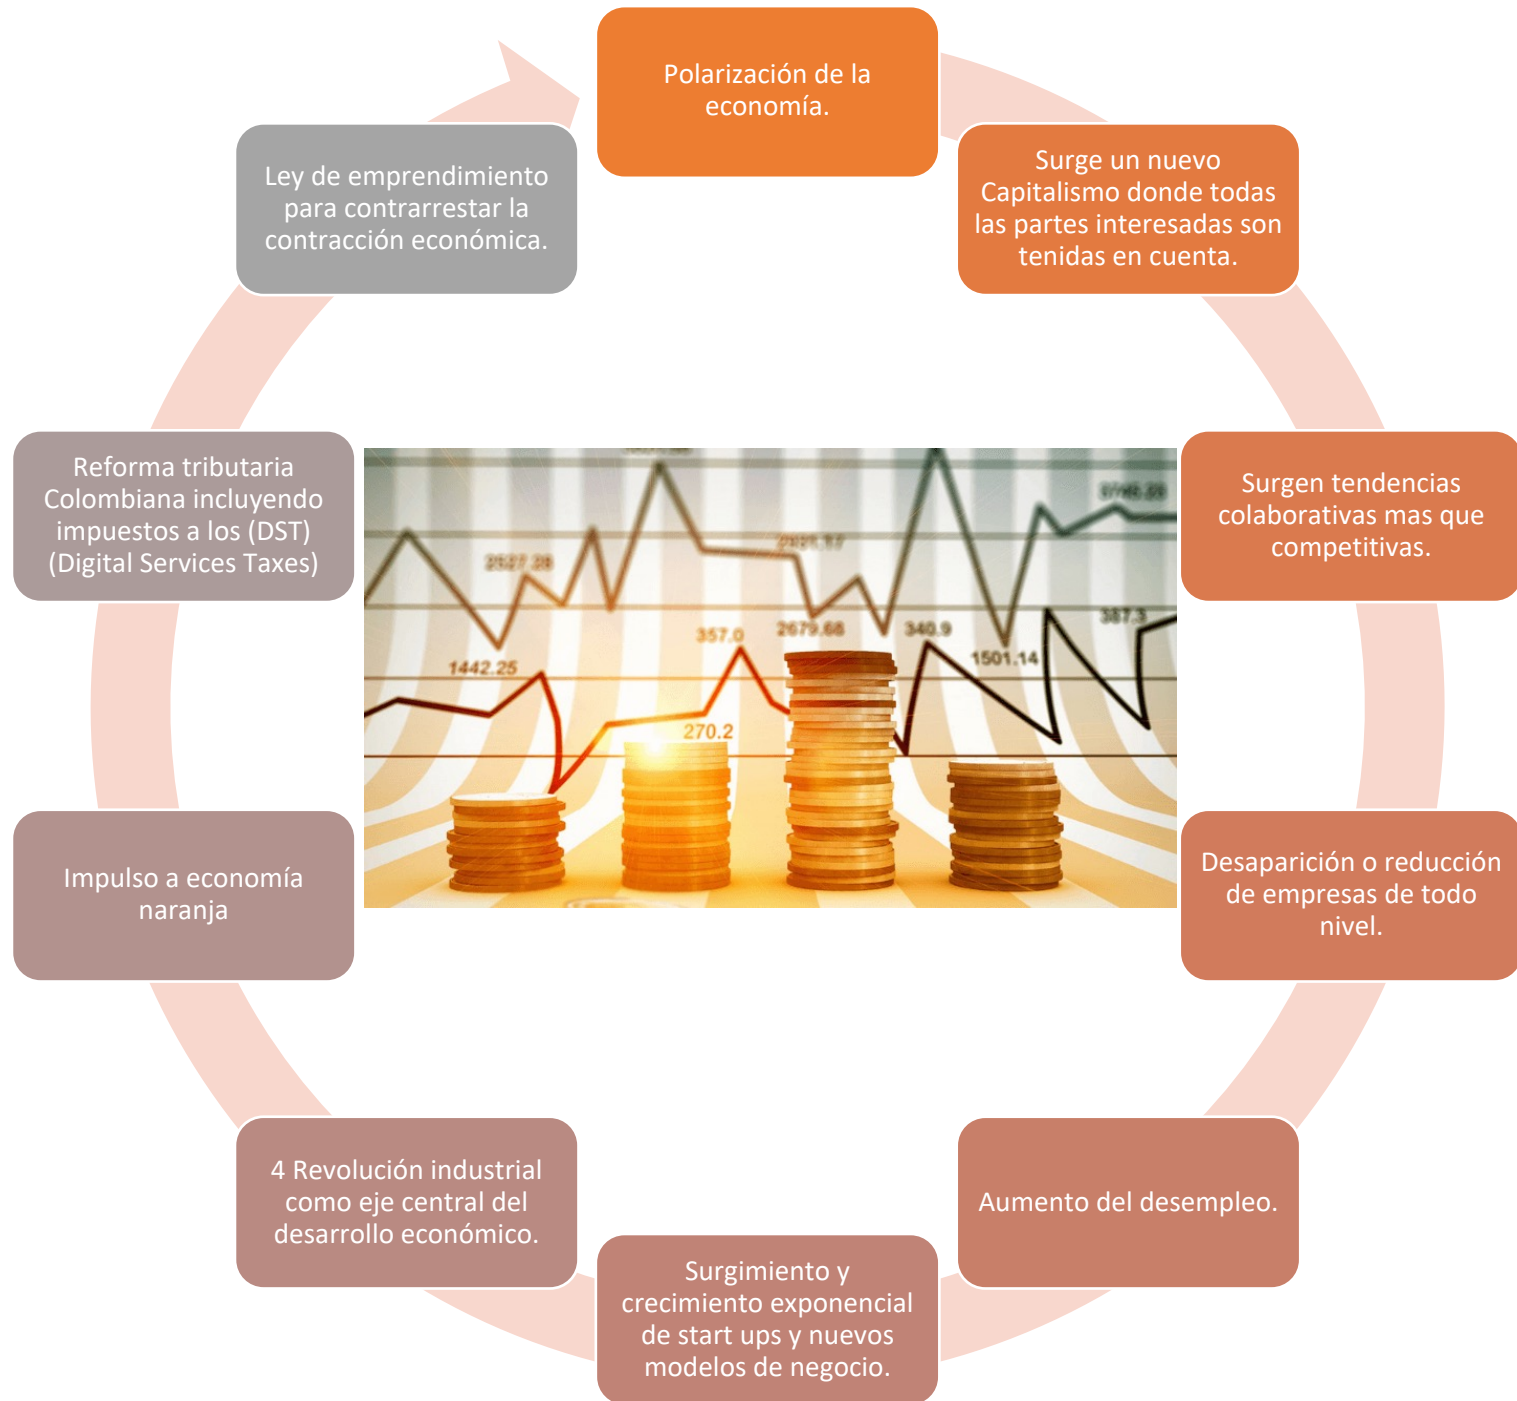 Polarización de la
economía.
Surge un nuevo
Capitalismo donde todas
las partes interesadas son
tenidas en cuenta.
Surgen tendencias
colaborativas mas que
competitivas.
Desaparición o reducción
de empresas de todo
nivel.
Aumento del desempleo.
Surgimiento y
crecimiento exponencial
de start ups y nuevos
modelos de negocio.
4 Revolución industrial
como eje central del
desarrollo económico.
Impulso a economía
naranja
Reforma tributaria
Colombiana incluyendo
impuestos a los (DST)
(Digital Services Taxes)
Ley de emprendimiento
para contrarrestar la
contracción económica.
2527.28
387.3
357.0
2679.68
340.9
1442.25
1501.14
270.2